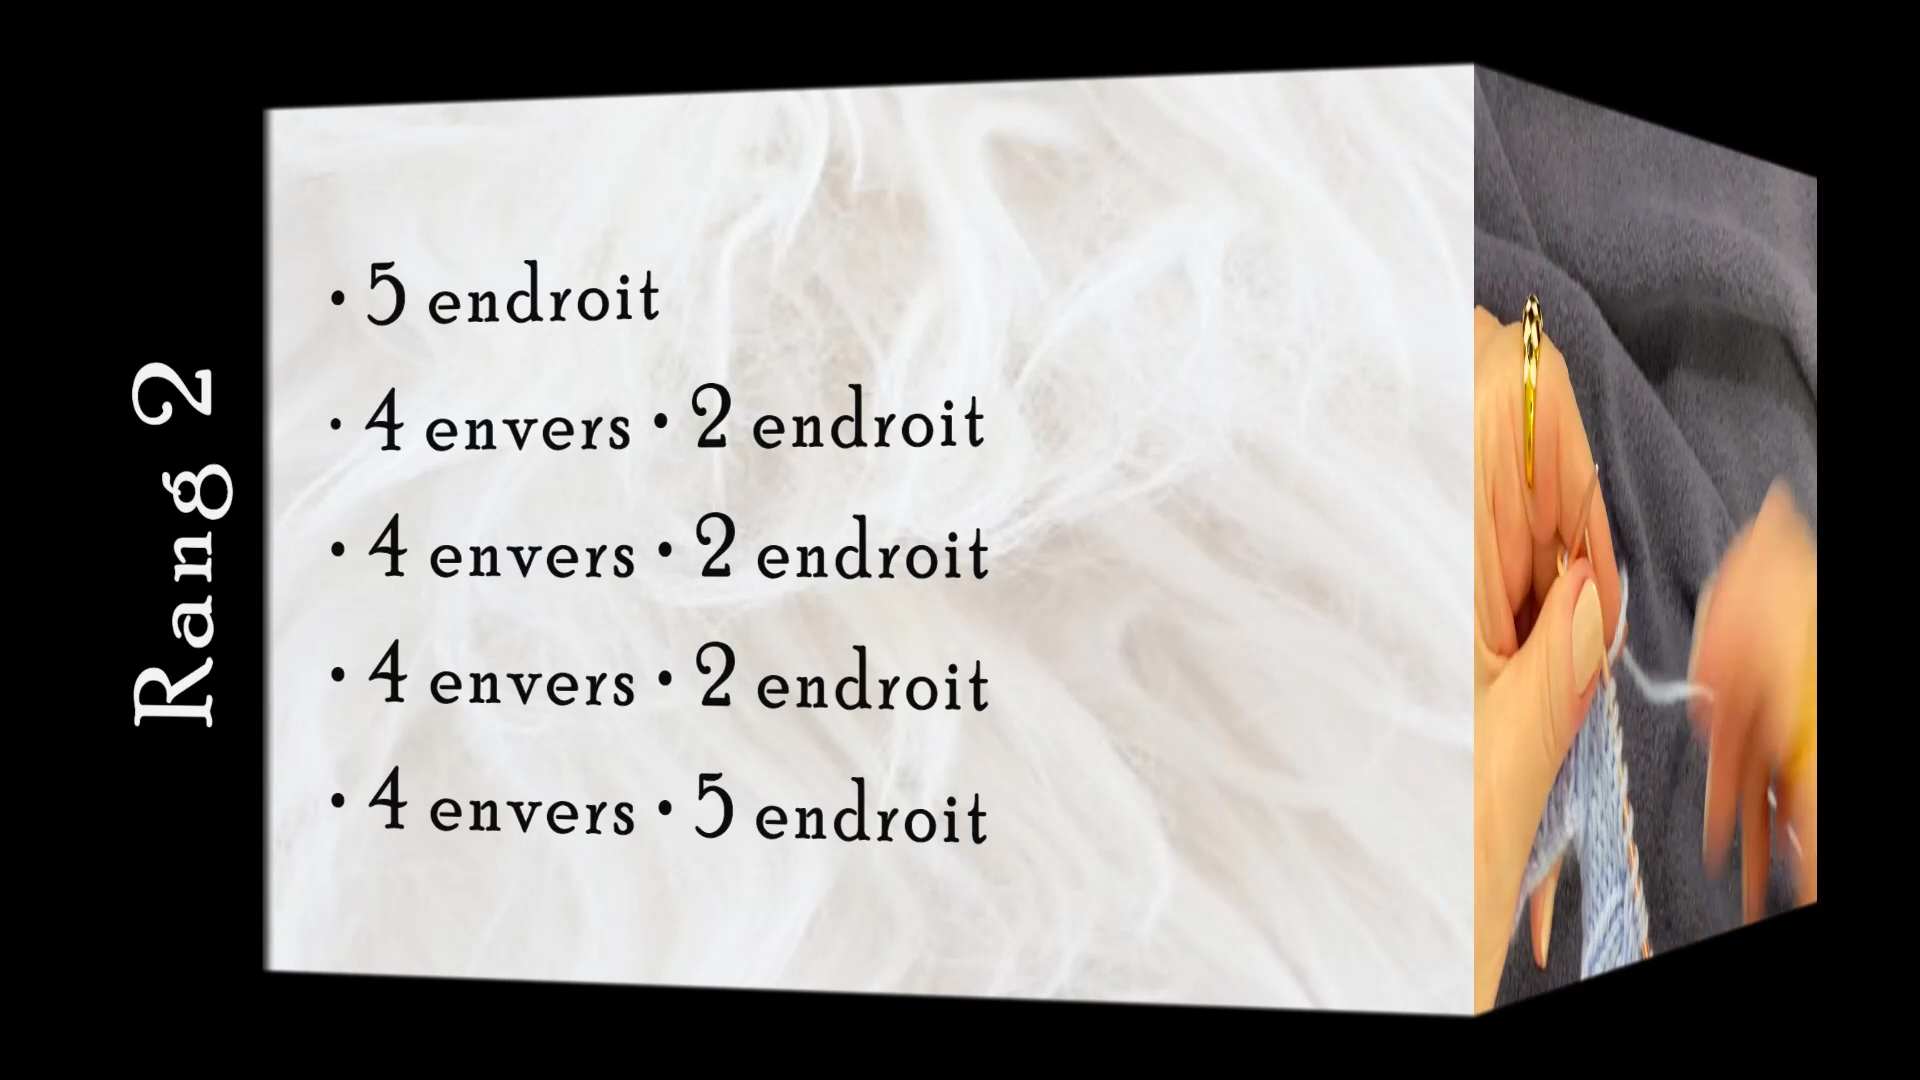 Rang 2
• 5 endroit
• 4 envers • 2 endroit
• 4 envers • 2 endroit
• 4 envers • 2 endroit
• 4 envers • 5 endroit